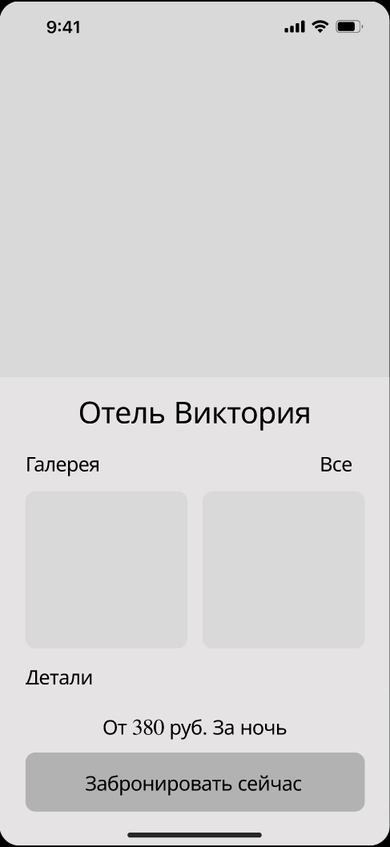 9:41
Отель Виктория
Галерея Все
Детали
От 380 руб. За ночь
Забронировать сейчас